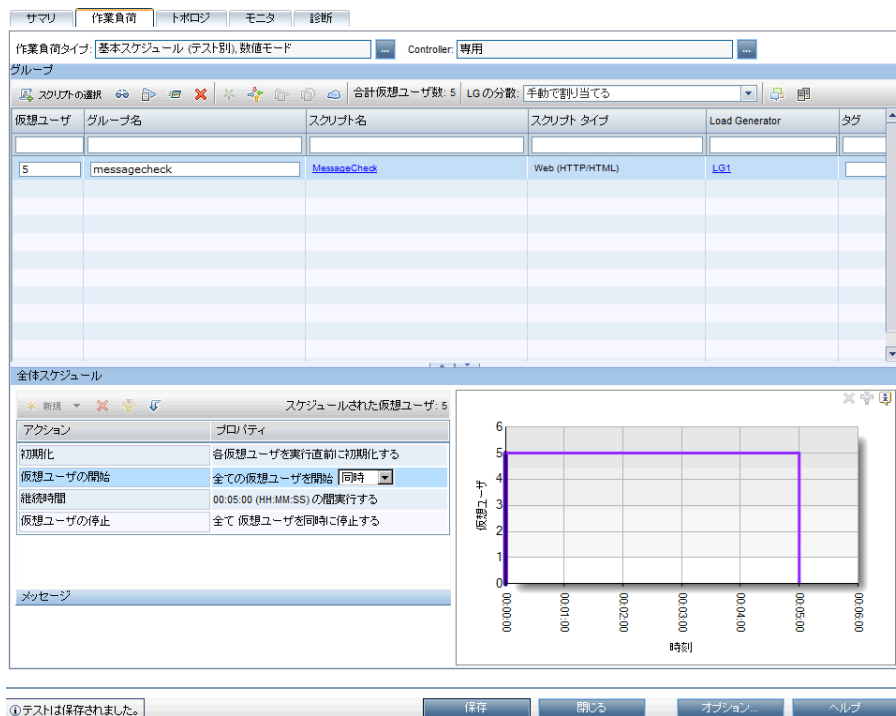 サマリ 作業負荷 トポロジ モニタ 診断
作業負荷タイプ: 基本スケジュール (テスト別), 数値モード ... Controller: 専用 ...
グループ
スクリプトの選択 合計仮想ユーザ数: 5 LG の分散: 手動で割り当てる
仮想ユーザ グループ名 スクリプト名 スクリプト タイプ Load Generator タグ
5 messagecheck MessageCheck Web (HTTP/HTML) LG1
全体スケジュール
新規 スケジュールされた仮想ユーザ: 5
アクション プロパティ
初期化 各仮想ユーザを実行直前に初期化する
仮想ユーザの開始 全ての仮想ユーザを開始 同時
継続時間 00:05:00 (HH:MM:SS) の間実行する
仮想ユーザの停止 全て 仮想ユーザを同時に停止する
メッセージ
仮想ユーザ
6
5
4
3
2
1
0
00:00:00 00:01:00 00:02:00 00:03:00 00:04:00 00:05:00 00:06:00
時刻
テストは保存されました。 保存 閉じる オプション... ヘルプ